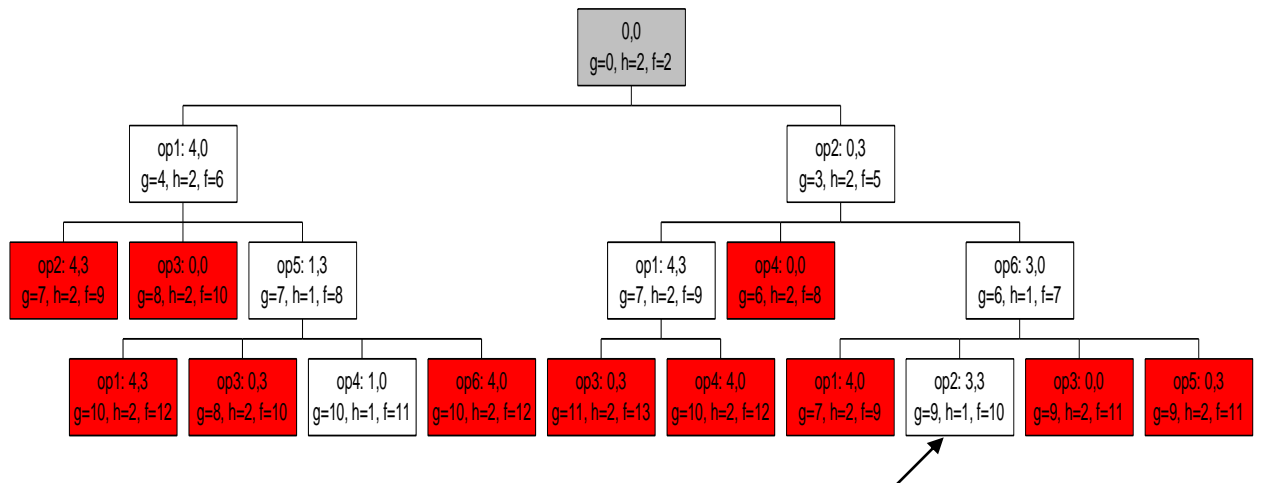 0,0
g=0, h=2, f=2
op1: 4,0
g=4, h=2, f=6
op2: 0,3
g=3, h=2, f=5
op2: 4,3
g=7, h=2, f=9
op3: 0,0
g=8, h=2, f=10
op5: 1,3
g=7, h=1, f=8
op1: 4,3
g=7, h=2, f=9
op4: 0,0
g=6, h=2, f=8
op6: 3,0
g=6, h=1, f=7
op1: 4,3
g=10, h=2, f=12
op3: 0,3
g=8, h=2, f=10
op4: 1,0
g=10, h=1, f=11
op6: 4,0
g=10, h=2, f=12
op3: 0,3
g=11, h=2, f=13
op4: 4,0
g=10, h=2, f=12
op1: 4,0
g=7, h=2, f=9
op2: 3,3
g=9, h=1, f=10
op3: 0,0
g=9, h=2, f=11
op5: 0,3
g=9, h=2, f=11